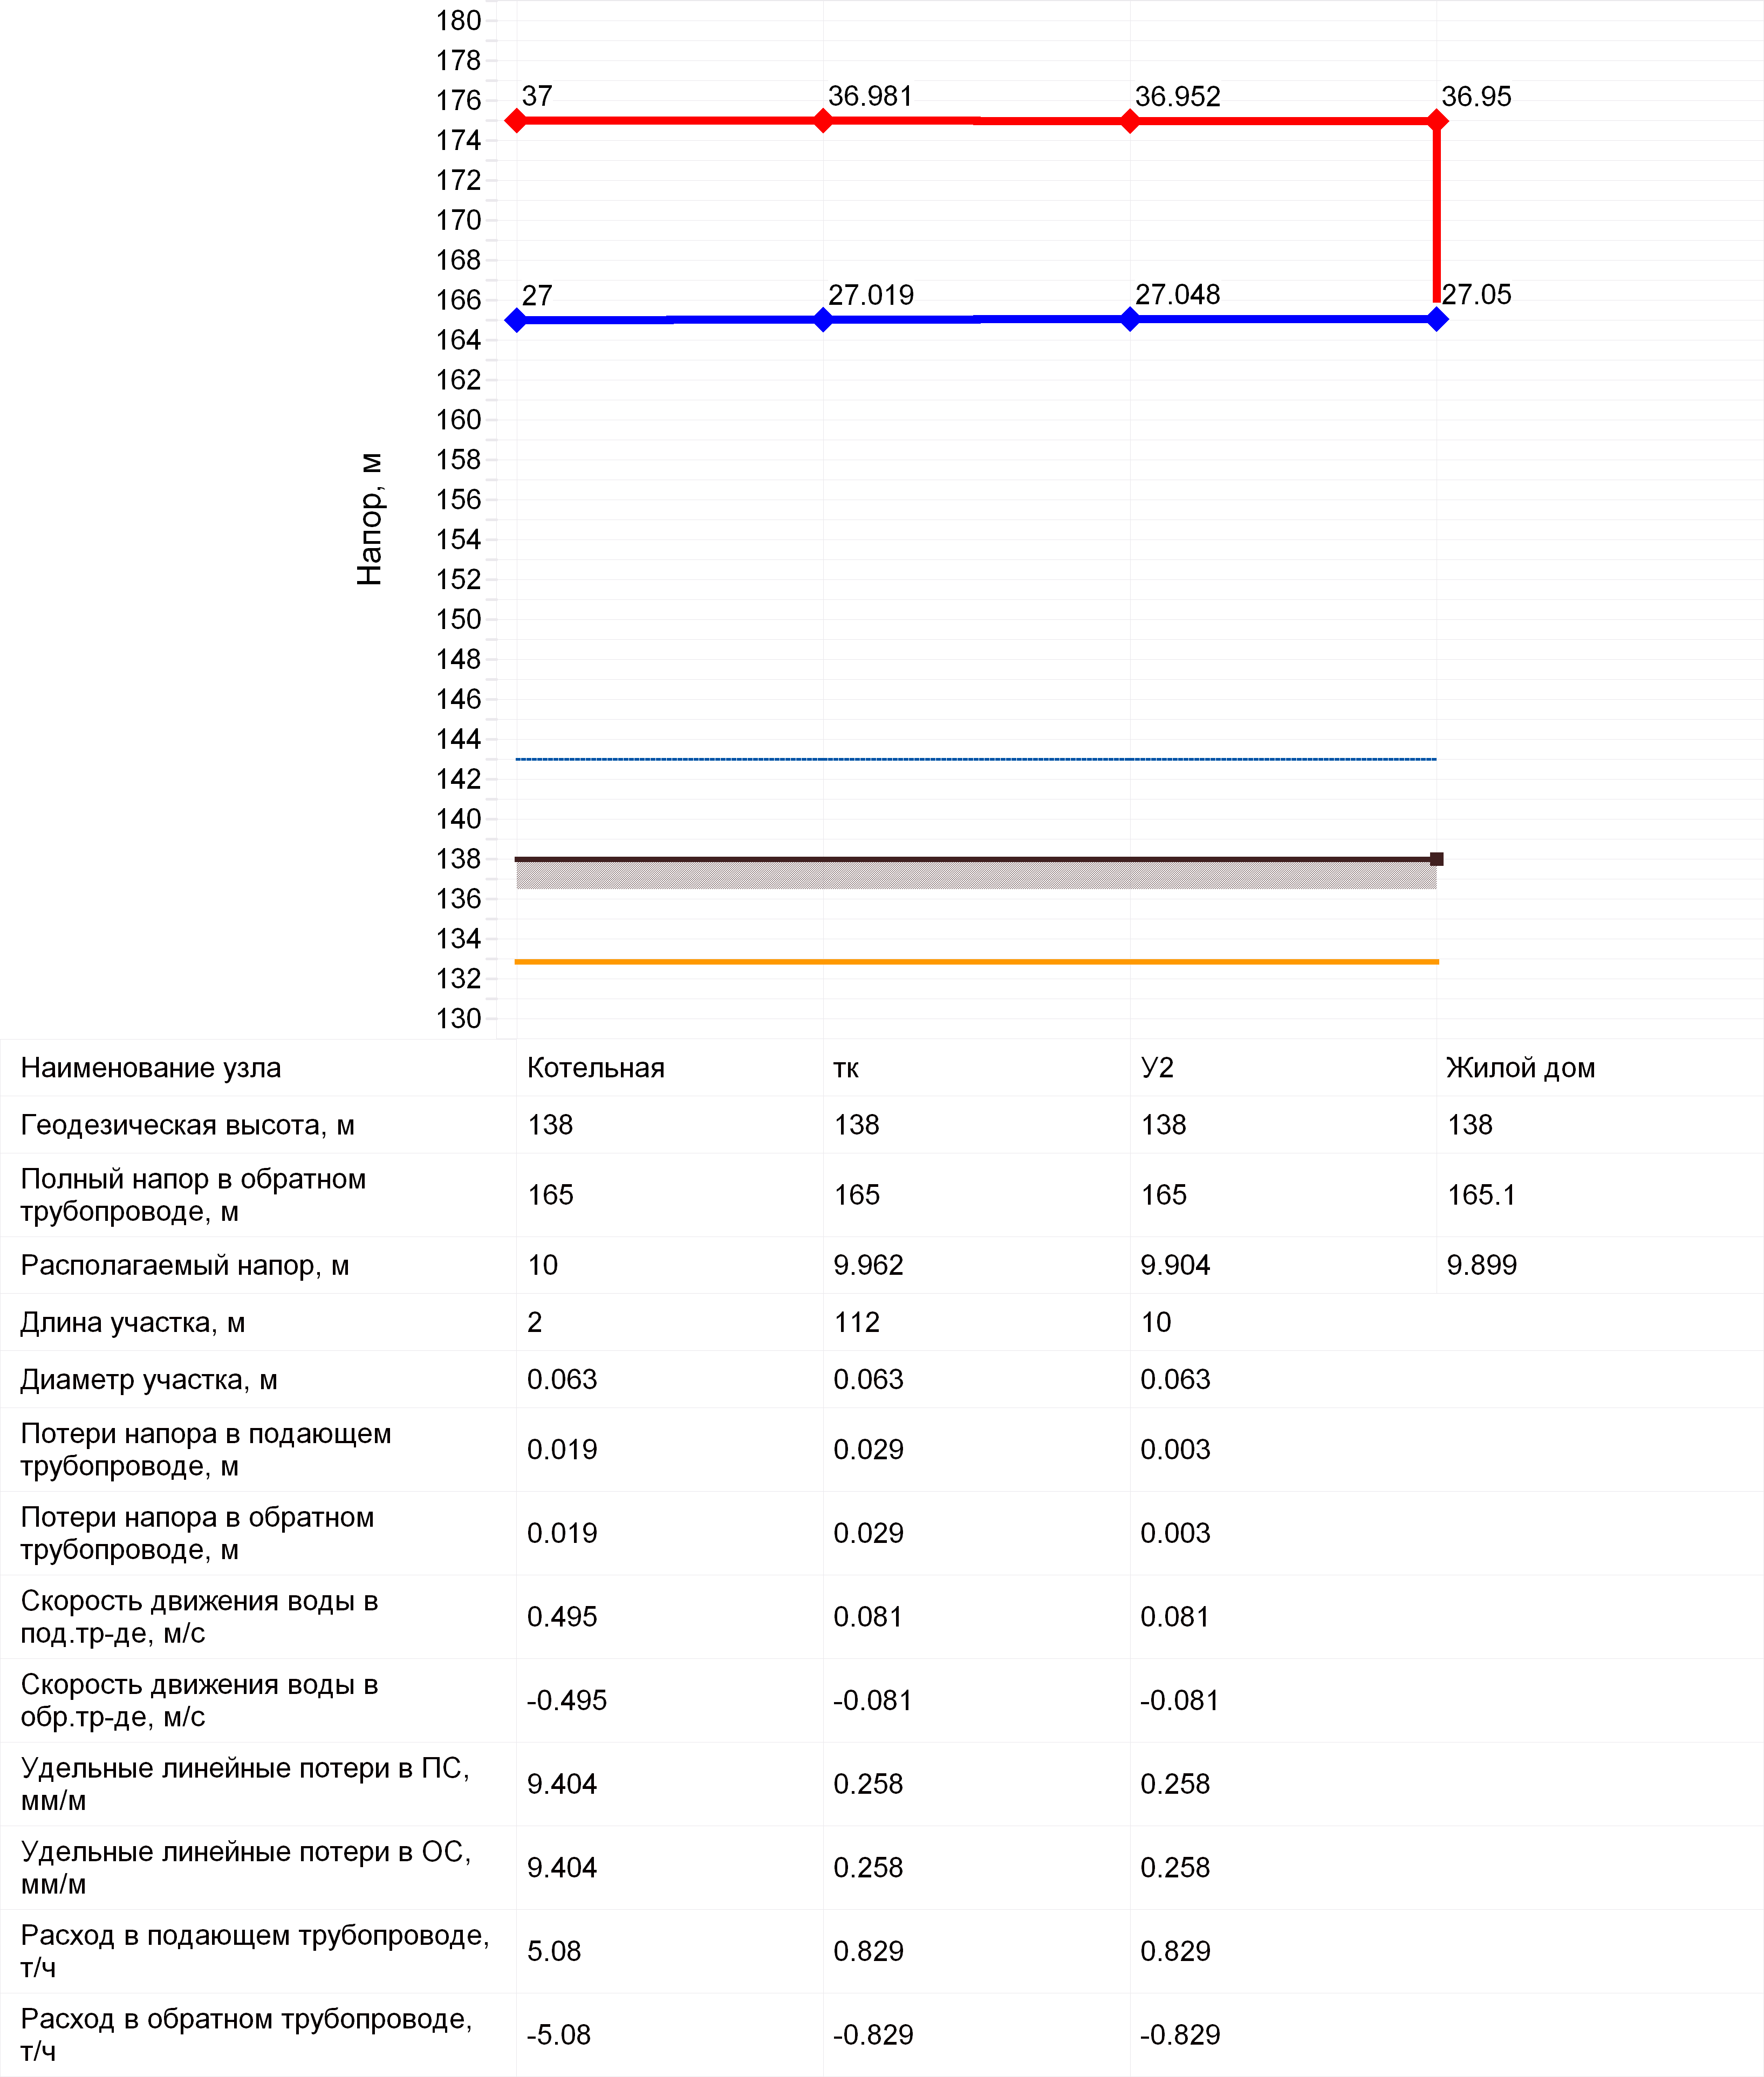 180
178
176
174
172
170
168
166
164
162
160
158
156
154
152
150
148
146
144
142
140
138
136
134
132
130
Напор, м
37 36.981 36.952 36.95
27 27.019 27.048 27.05
Наименование узла Котельная тк У2 Жилой дом
Геодезическая высота, м 138 138 138 138
Полный напор в обратном
трубопроводе, м 165 165 165 165.1
Располагаемый напор, м 10 9.962 9.904 9.899
Длина участка, м 2 112 10
Диаметр участка, м 0.063 0.063 0.063
Потери напора в подающем
трубопроводе, м 0.019 0.029 0.003
Потери напора в обратном
трубопроводе, м 0.019 0.029 0.003
Скорость движения воды в
под.тр-де, м/с 0.495 0.081 0.081
Скорость движения воды в
обр.тр-де, м/с -0.495 -0.081 -0.081
Удельные линейные потери в ПС,
мм/м 9.404 0.258 0.258
Удельные линейные потери в ОС,
мм/м 9.404 0.258 0.258
Расход в подающем трубопроводе,
т/ч 5.08 0.829 0.829
Расход в обратном трубопроводе,
т/ч -5.08 -0.829 -0.829